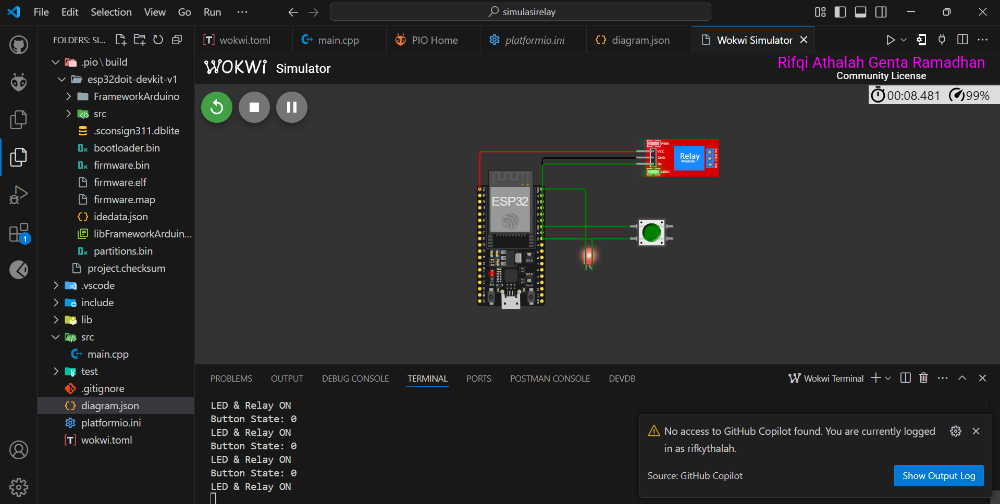 File Edit Selection View Go Run ···
simulasirelay
FOLDERS: SI...
wokwi.toml
main.cpp
PIO Home
platformio.ini
diagram.json
Wokwi Simulator
.pio\build
esp32doit-devkit-v1
FrameworkArduino
src
.sconsign311.dblite
bootloader.bin
firmware.bin
firmware.elf
firmware.map
idedata.json
libFrameworkArduin...
partitions.bin
project.checksum
.vscode
include
lib
src
main.cpp
test
.gitignore
diagram.json
platformio.ini
wokwi.toml
1
WOKWi Simulator
Rifqi Athalah Genta Ramadhan
Community License
00:08.481 99%
PWR
VCC
GND
IN
LED1
Relay
Module
NO COM NC
ESP32
EN
Boot
PROBLEMS OUTPUT DEBUG CONSOLE TERMINAL PORTS POSTMAN CONSOLE DEVDB
Wokwi Terminal
LED & Relay ON
Button State: 0
LED & Relay ON
Button State: 0
LED & Relay ON
Button State: 0
LED & Relay ON
No access to GitHub Copilot found. You are currently logged
in as rifkythalah.
Source: GitHub Copilot
Show Output Log